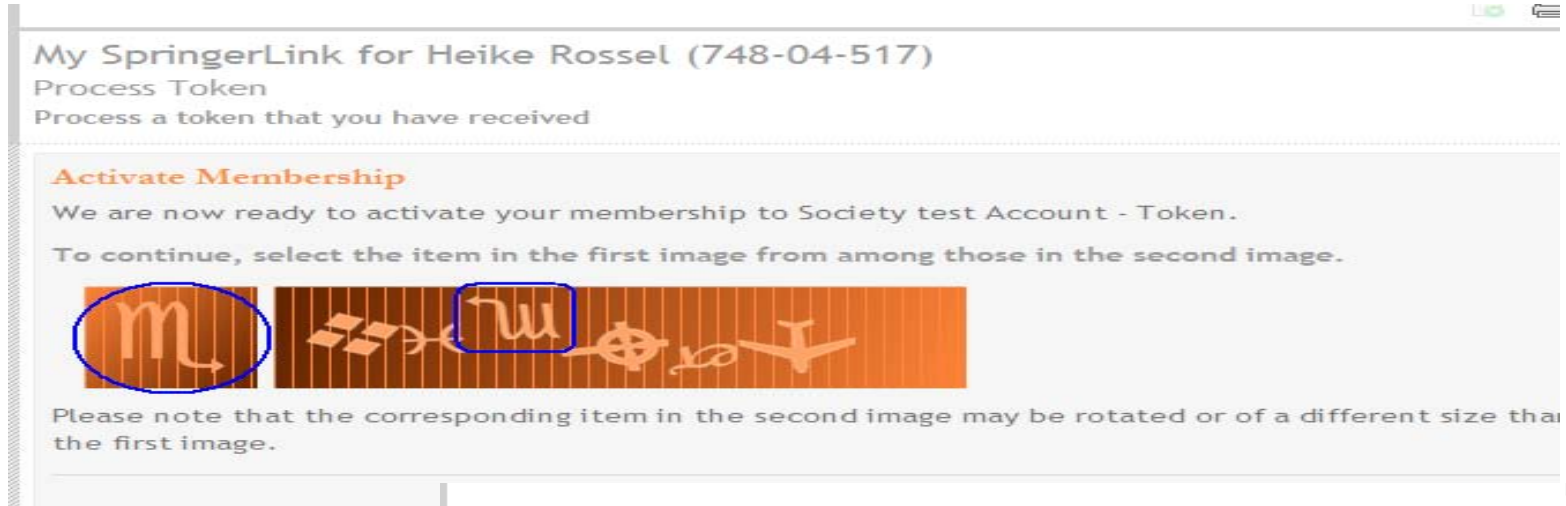 My SpringerLink for Heike Rossel (748-04-517)
Process Token
Process a token that you have received
Activate Membership
We are now ready to activate your membership to Society test Account - Token.
To continue, select the item in the first image from among those in the second image.
Please note that the corresponding item in the second image may be rotated or of a different size than
the first image.